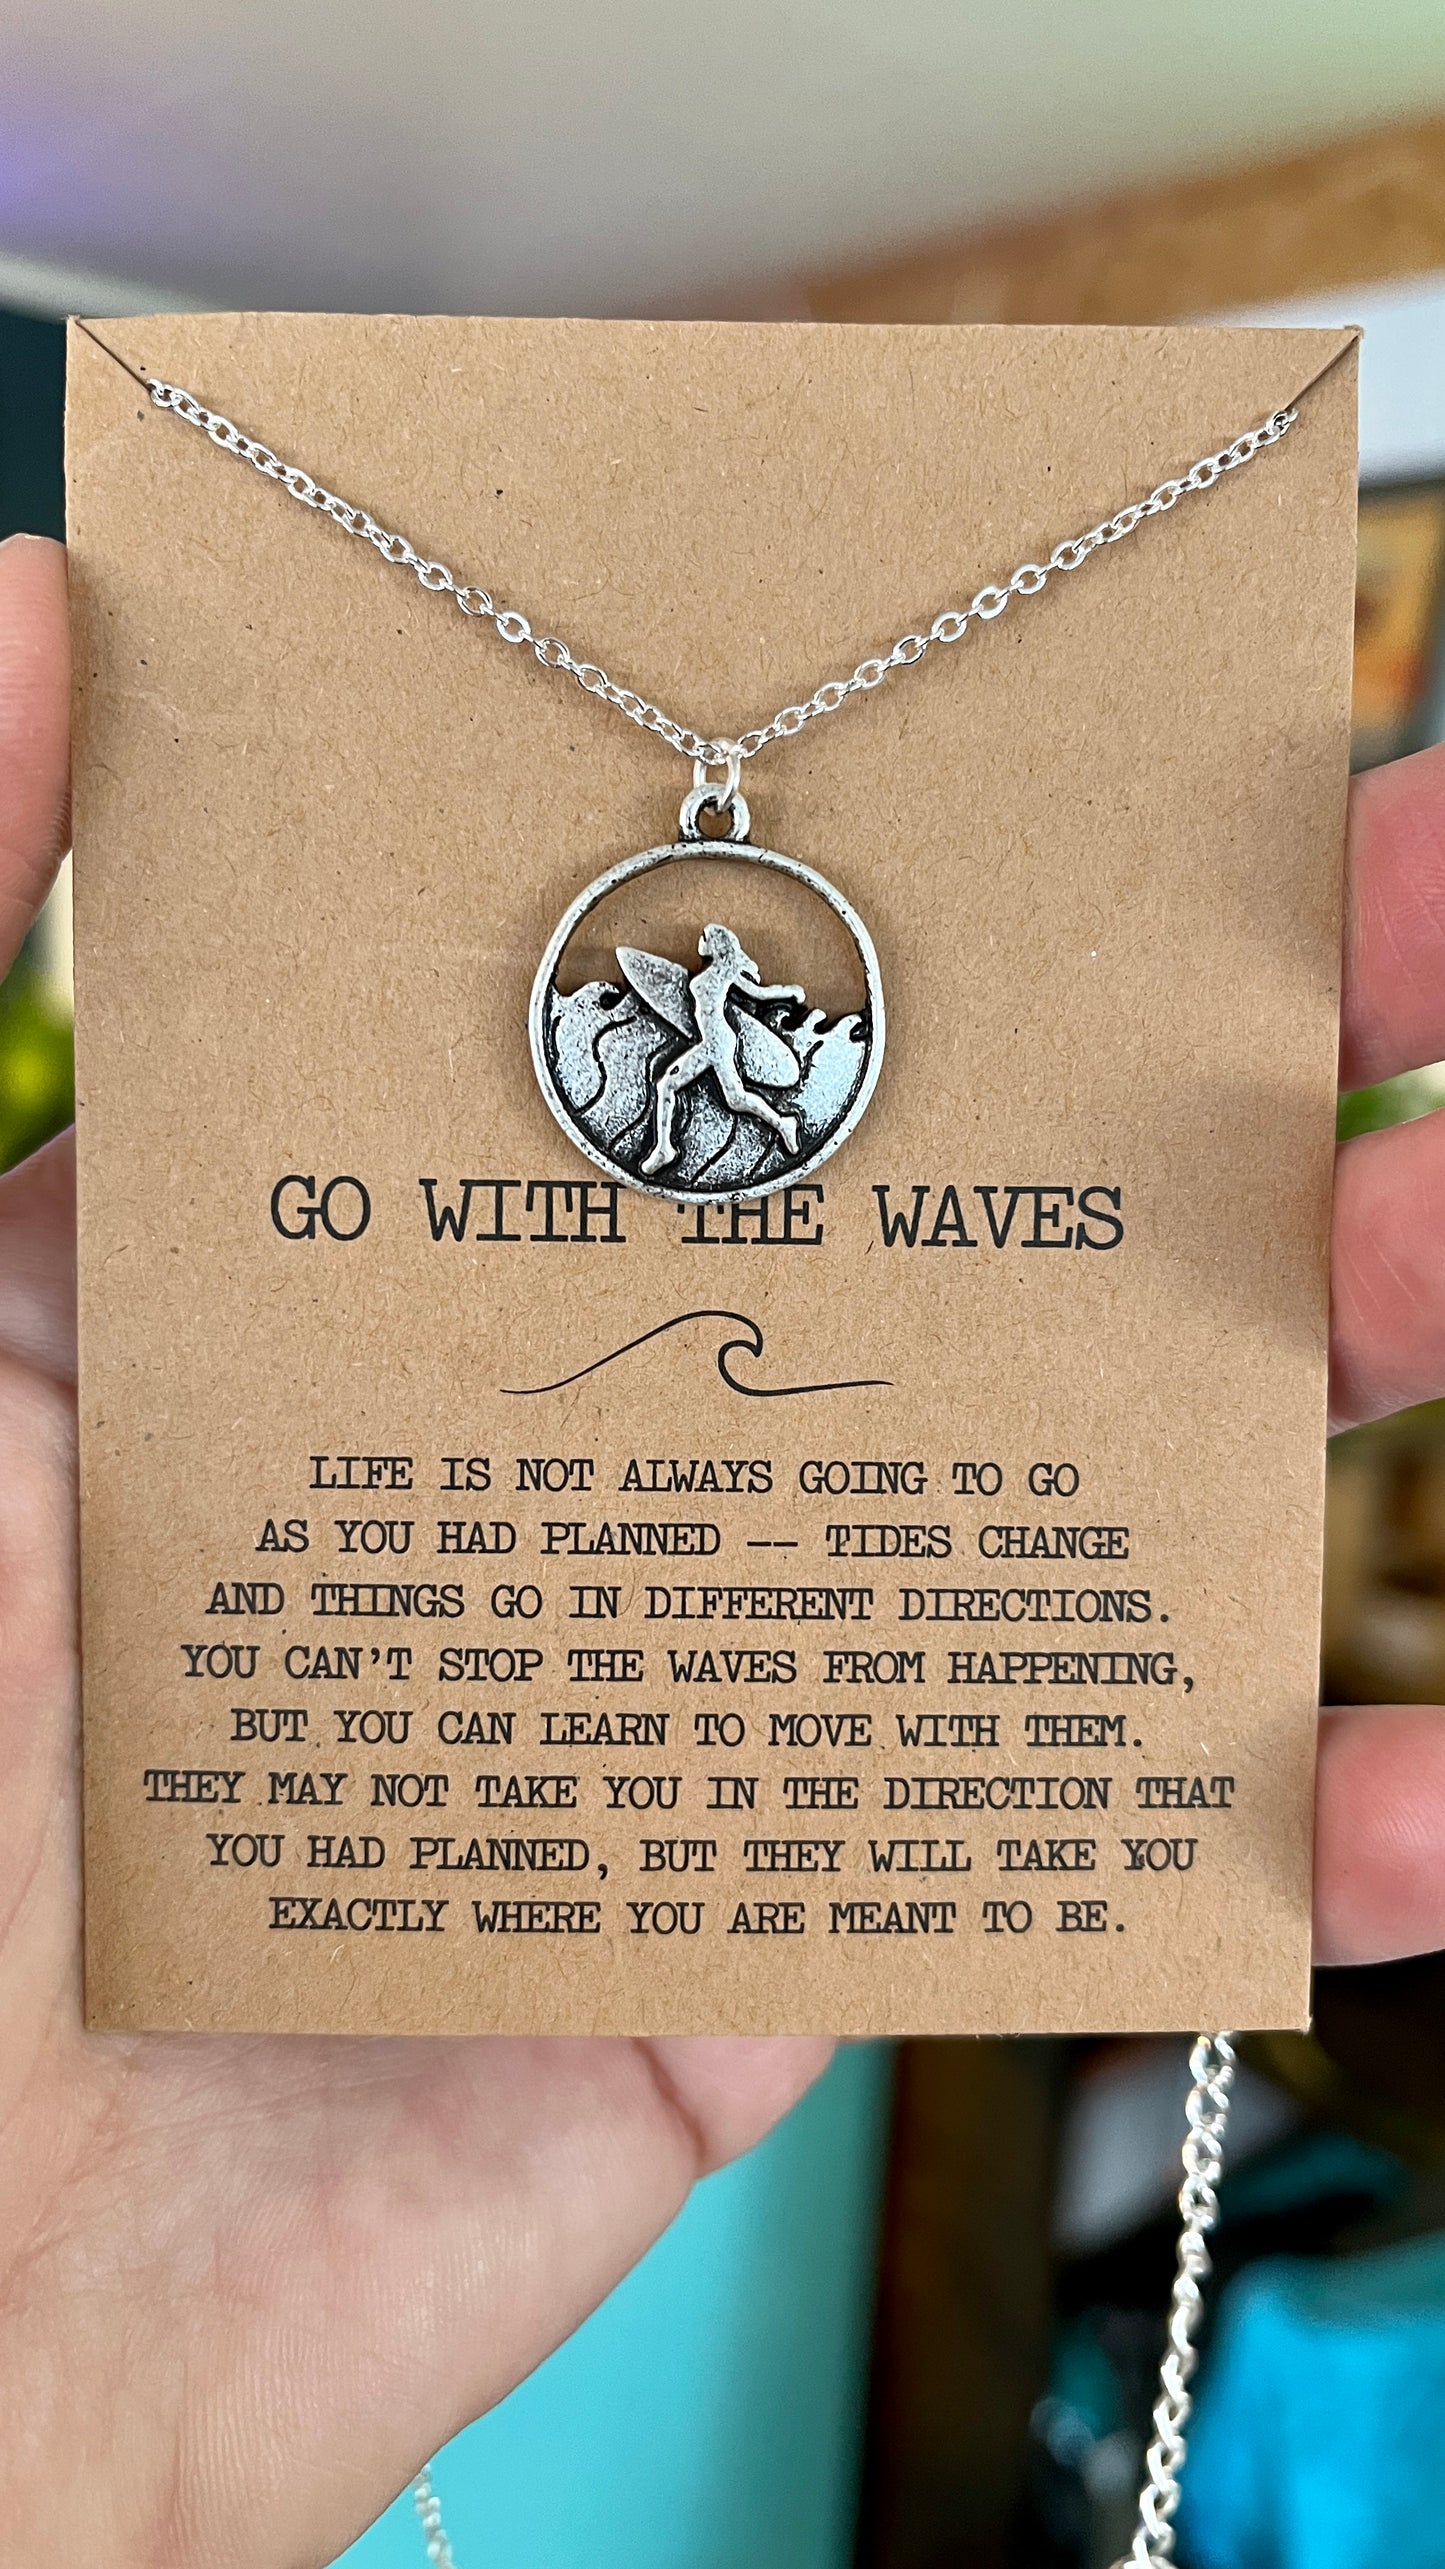 GO WITH THE WAVES
LIFE IS NOT ALWAYS GOING TO GO
AS YOU HAD PLANNED -- TIDES CHANGE
AND THINGS GO IN DIFFERENT DIRECTIONS.
YOU CAN'T STOP THE WAVES FROM HAPPENING,
BUT YOU CAN LEARN TO MOVE WITH THEM.
THEY MAY NOT TAKE YOU IN THE DIRECTION THAT
YOU HAD PLANNED, BUT THEY WILL TAKE YOU
EXACTLY WHERE YOU ARE MEANT TO BE.